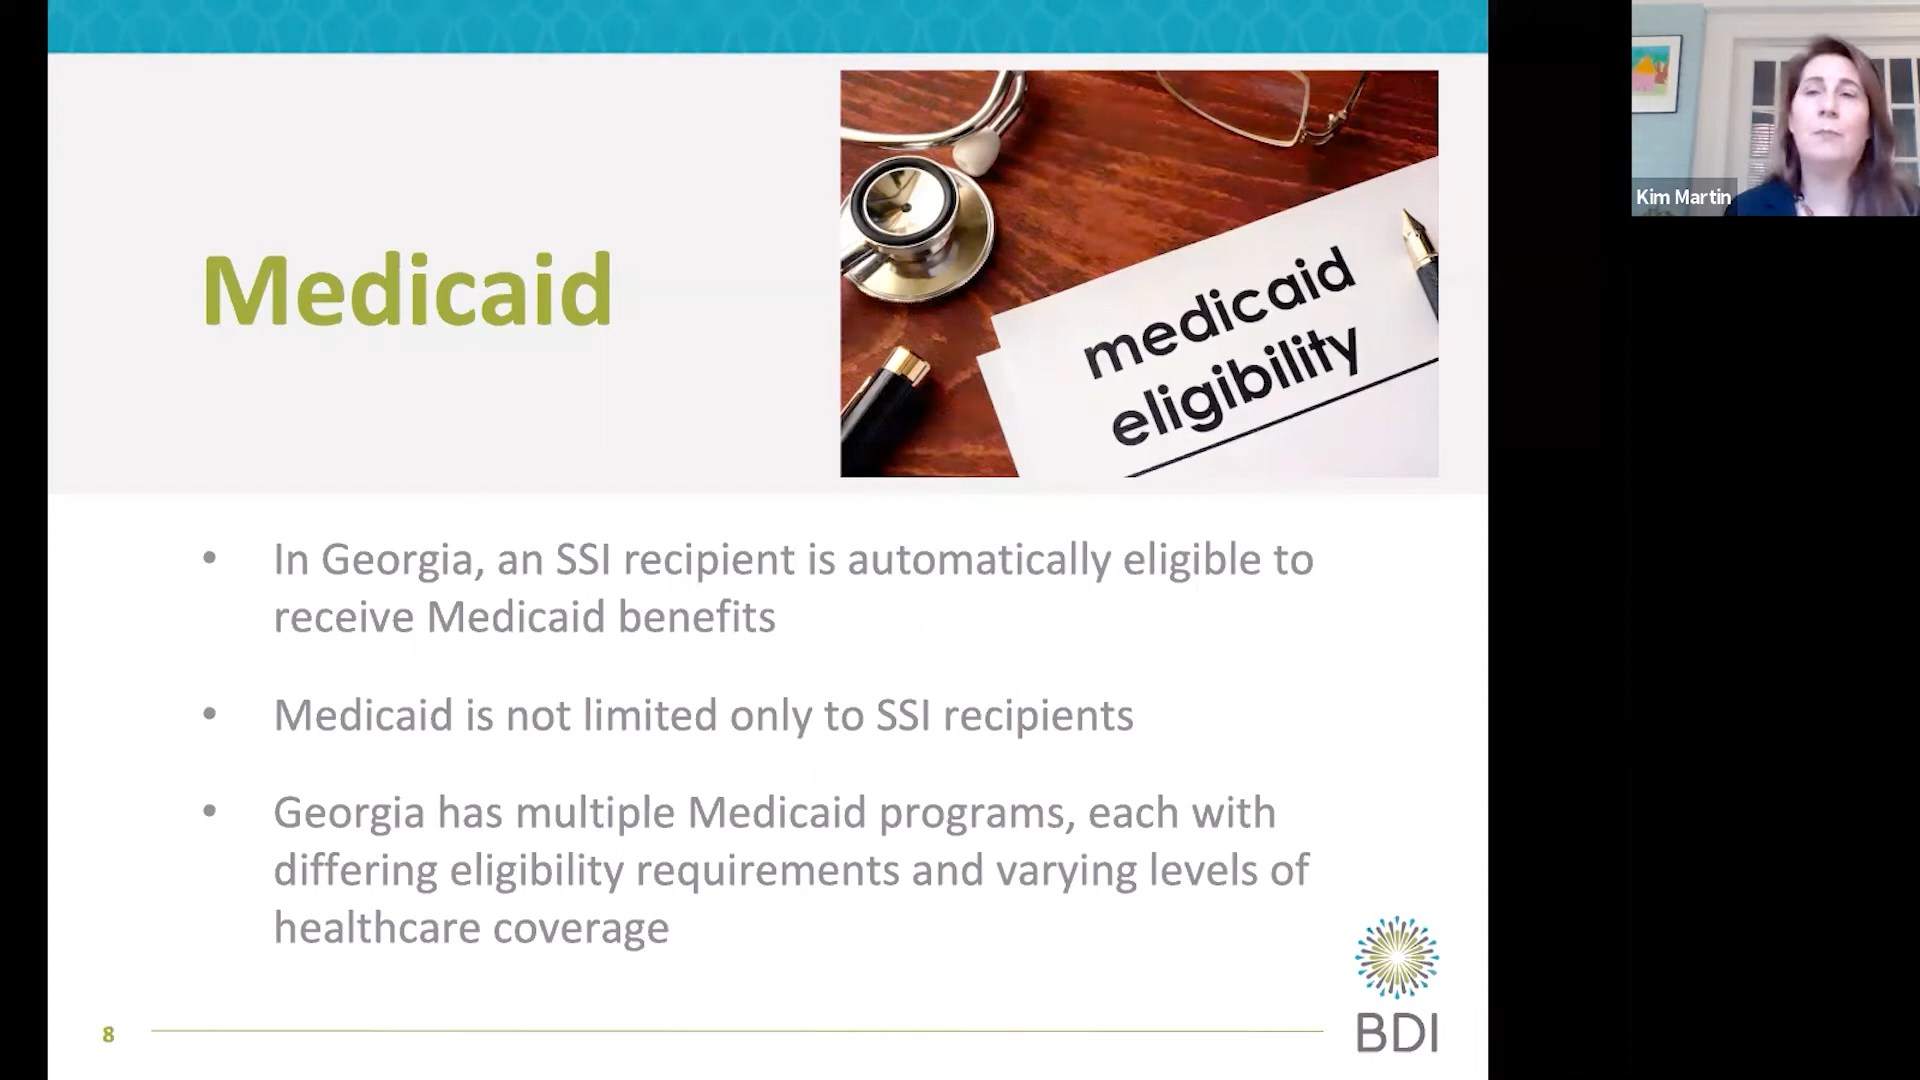 Medicaid
medicaid
eligibility
Kim Martin
• In Georgia, an SSI recipient is automatically eligible to
receive Medicaid benefits
• Medicaid is not limited only to SSI recipients
• Georgia has multiple Medicaid programs, each with
differing eligibility requirements and varying levels of
healthcare coverage
8
BDI